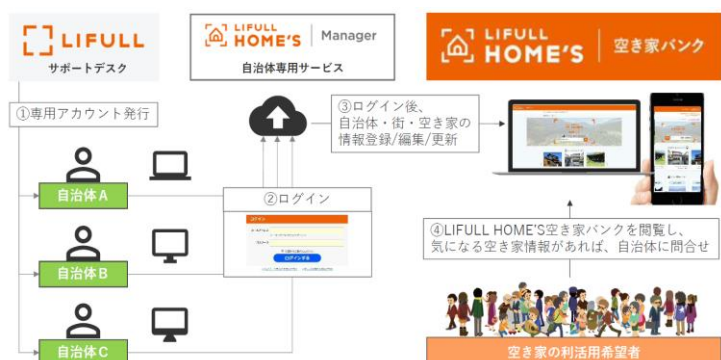 LIFULL
サポートデスク
LIFULL
HOME'S
Manager
自治体専用サービス
LIFULL
HOME'S
空き家バンク
①専用アカウント発行
③ログイン後、
自治体・街・空き家の
情報登録/編集/更新
自治体A
②ログイン
ログイン
ログインする
自治体B
④LIFULL HOME'S空き家バンクを閲覧し、
気になる空き家情報があれば、自治体に問合せ
自治体C
空き家の利活用希望者